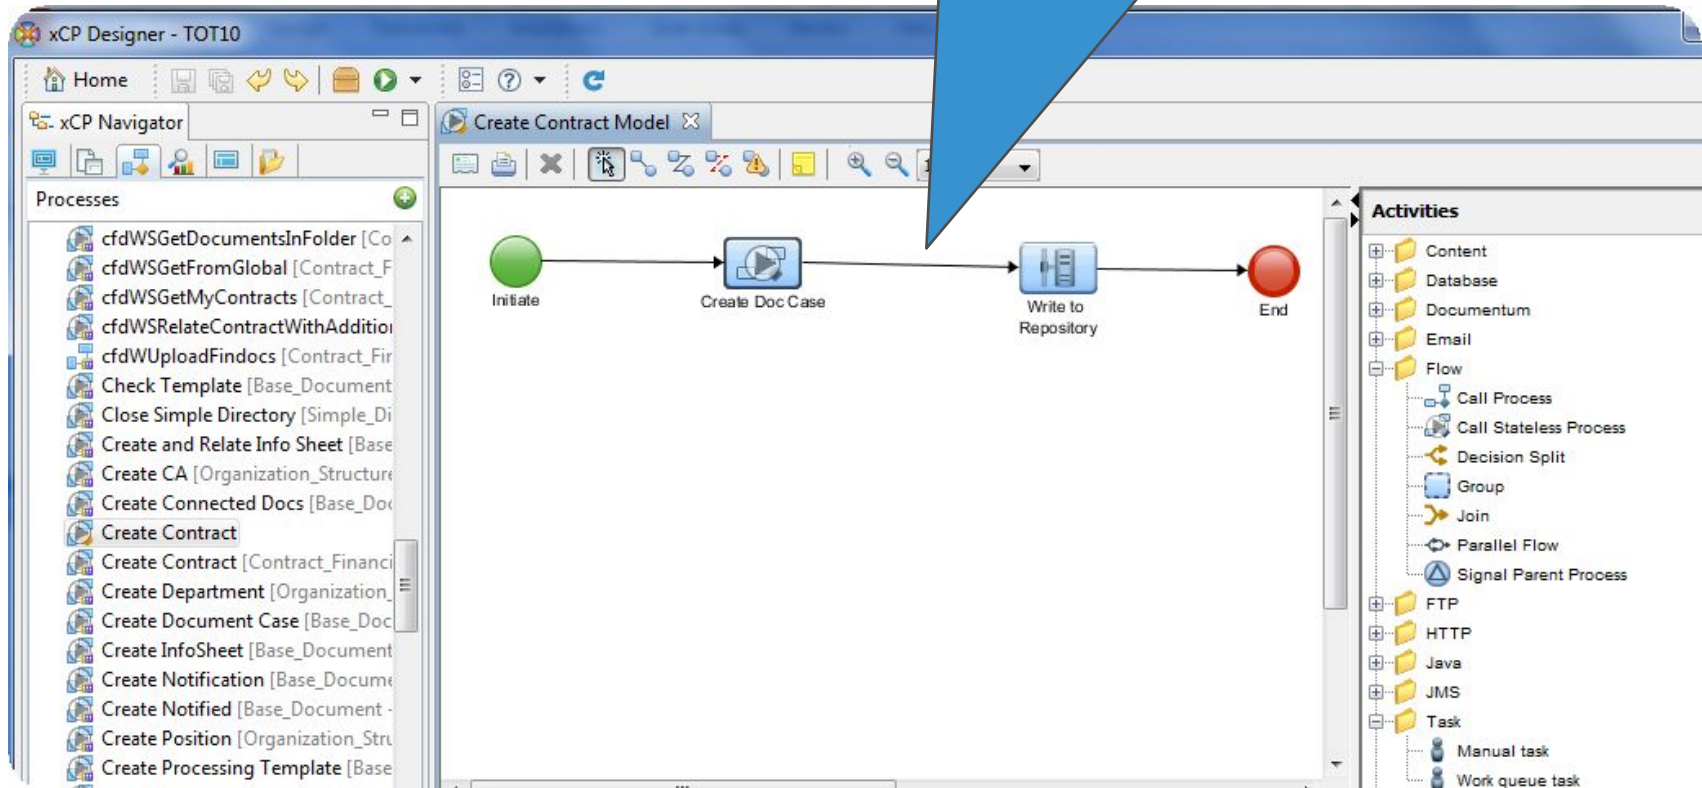 xCP Designer - TOT10
Home
xCP Navigator
Create Contract Model
Processes
cfdWSGetDocumentsInFolder [Co
cfdWSGetFromGlobal [Contract_F
cfdWSGetMyContracts [Contract_
cfdWSRelateContractWithAddition
cfdWUploadFindocs [Contract_Fin
Check Template [Base_Document
Close Simple Directory [Simple_Di
Create and Relate Info Sheet [Base
Create CA [Organization_Structure
Create Connected Docs [Base_Doc
Create Contract
Create Contract [Contract_Financi
Create Department [Organization_
Create Document Case [Base_Doc
Create InfoSheet [Base_Document
Create Notification [Base_Docume
Create Notified [Base_Document -
Create Position [Organization_Stru
Create Processing Template [Base
Initiate
Create Doc Case
Write to
Repository
End
Activities
Content
Database
Documentum
Email
Flow
Call Process
Call Stateless Process
Decision Split
Group
Join
Parallel Flow
Signal Parent Process
FTP
HTTP
Java
JMS
Task
Manual task
Work queue task